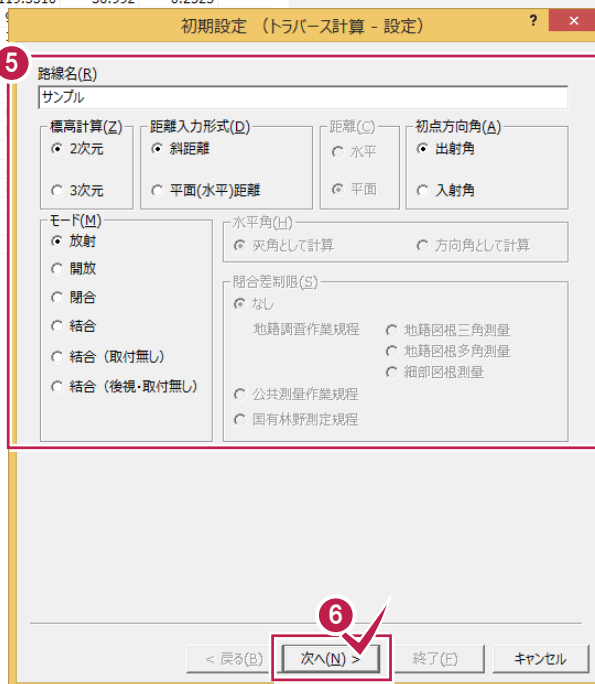 初期設定 （トラバース計算 - 設定） ? ×
5
路線名(R)
サンプル
標高計算(Z) 距離入力形式(D) 距離(C) 初点方向角(A)
2次元 斜距離 水平 出射角
3次元 平面(水平)距離 平面 入射角
モード(M) 水平角(H)
放射 夾角として計算 方向角として計算
開放
閉合差制限(S)
閉合 なし
結合 地籍調査作業規程 地籍図根三角測量
結合（取付無し） 地籍図根多角測量
細部図根測量
結合（後視・取付無し） 公共測量作業規程
国有林野測定規程
6
< 戻る(B) 次へ(N) > 終了(F) キャンセル